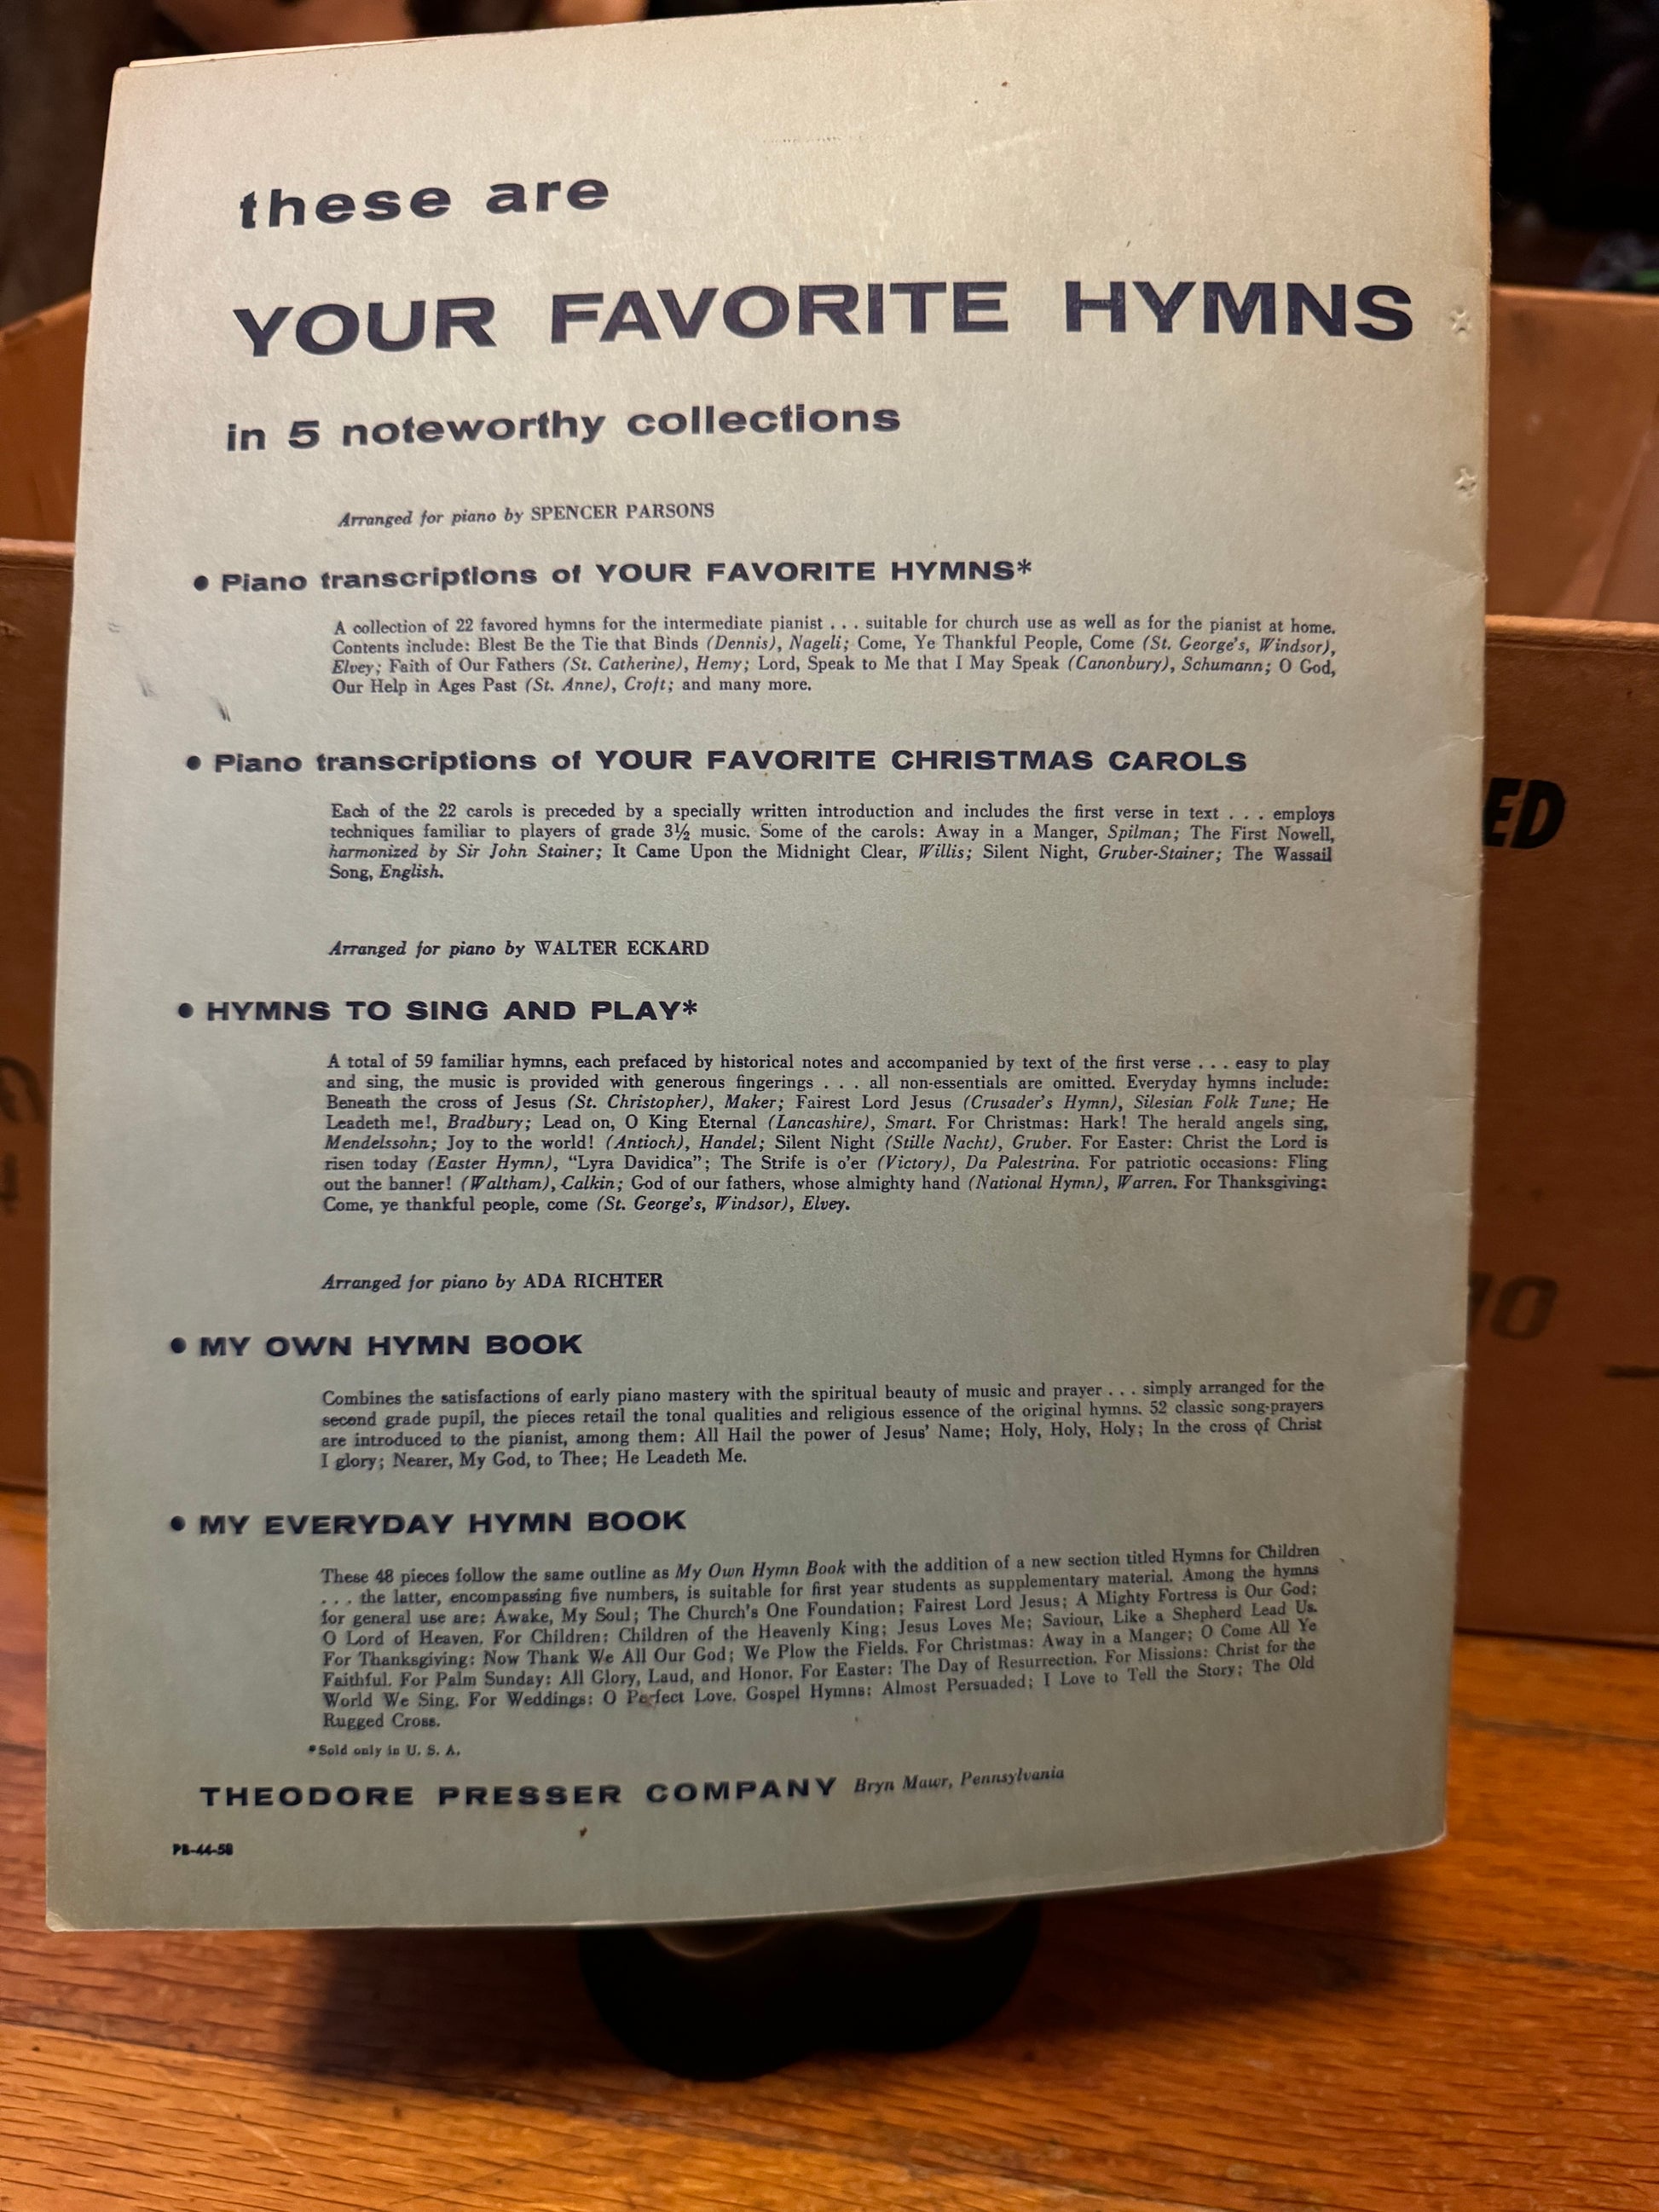 these are
YOUR FAVORITE HYMNS
in 5 noteworthy collections
Arranged for piano by SPENCER PARSONS
• Piano transcriptions of YOUR FAVORITE HYMNS*
A collection of 22 favored hymns for the intermediate pianist . . . suitable for church use as well as for the pianist at home.
Contents include: Blest Be the Tie that Binds (Dennis), Nageli; Come, Ye Thankful People, Come (St. George's, Windsor),
Elvey; Faith of Our Fathers (St. Catherine), Hemy; Lord, Speak to Me that I May Speak (Canonbury), Schumann; O God,
Our Help in Ages Past (St. Anne), Croft; and many more.
• Piano transcriptions of YOUR FAVORITE CHRISTMAS CAROLS
Each of the 22 carols is preceded by a specially written introduction and includes the first verse in text . . . employs
techniques familiar to players of grade 3½ music. Some of the carols: Away in a Manger, Spilman; The First Nowell,
harmonized by Sir John Stainer; It Came Upon the Midnight Clear, Willis; Silent Night, Gruber-Stainer; The Wassail
Song, English.
Arranged for piano by WALTER ECKARD
• HYMNS TO SING AND PLAY*
A total of 59 familiar hymns, each prefaced by historical notes and accompanied by text of the first verse . . . easy to play
and sing, the music is provided with generous fingerings . . . all non-essentials are omitted. Everyday hymns include:
Beneath the cross of Jesus (St. Christopher), Maker; Fairest Lord Jesus (Crusader's Hymn), Silesian Folk Tune; He
Leadeth me!, Bradbury; Lead on, O King Eternal (Lancashire), Smart. For Christmas: Hark! The herald angels sing,
Mendelssohn; Joy to the world! (Antioch), Handel; Silent Night (Stille Nacht), Gruber. For Easter: Christ the Lord is
risen today (Easter Hymn), "Lyra Davidica"; The Strife is o'er (Victory), Da Palestrina. For patriotic occasions: Fling
out the banner! (Waltham), Calkin; God of our fathers, whose almighty hand (National Hymn), Warren. For Thanksgiving:
Come, ye thankful people, come (St. George's, Windsor), Elvey.
Arranged for piano by ADA RICHTER
• MY OWN HYMN BOOK
Combines the satisfactions of early piano mastery with the spiritual beauty of music and prayer . . . simply arranged for the
second grade pupil, the pieces retail the tonal qualities and religious essence of the original hymns. 52 classic song-prayers
are introduced to the pianist, among them: All Hail the power of Jesus' Name; Holy, Holy, Holy; In the cross of Christ
I glory; Nearer, My God, to Thee; He Leadeth Me.
• MY EVERYDAY HYMN BOOK
These 48 pieces follow the same outline as My Own Hymn Book with the addition of a new section titled Hymns for Children
. . . the latter, encompassing five numbers, is suitable for first year students as supplementary material. Among the hymns
for general use are: Awake, My Soul; The Church's One Foundation; Fairest Lord Jesus; A Mighty Fortress is Our God;
O Lord of Heaven. For Children: Children of the Heavenly King; Jesus Loves Me; Saviour, Like a Shepherd Lead Us.
For Thanksgiving: Now Thank We All Our God; We Plow the Fields. For Christmas: Away in a Manger; O Come All Ye
Faithful. For Palm Sunday: All Glory, Laud, and Honor. For Easter: The Day of Resurrection. For Missions: Christ for the
World We Sing. For Weddings: O Perfect Love. Gospel Hymns: Almost Persuaded; I Love to Tell the Story; The Old
Rugged Cross.
*Sold only in U. S. A.
THEODORE PRESSER COMPANY Bryn Mawr, Pennsylvania
PB-44-58